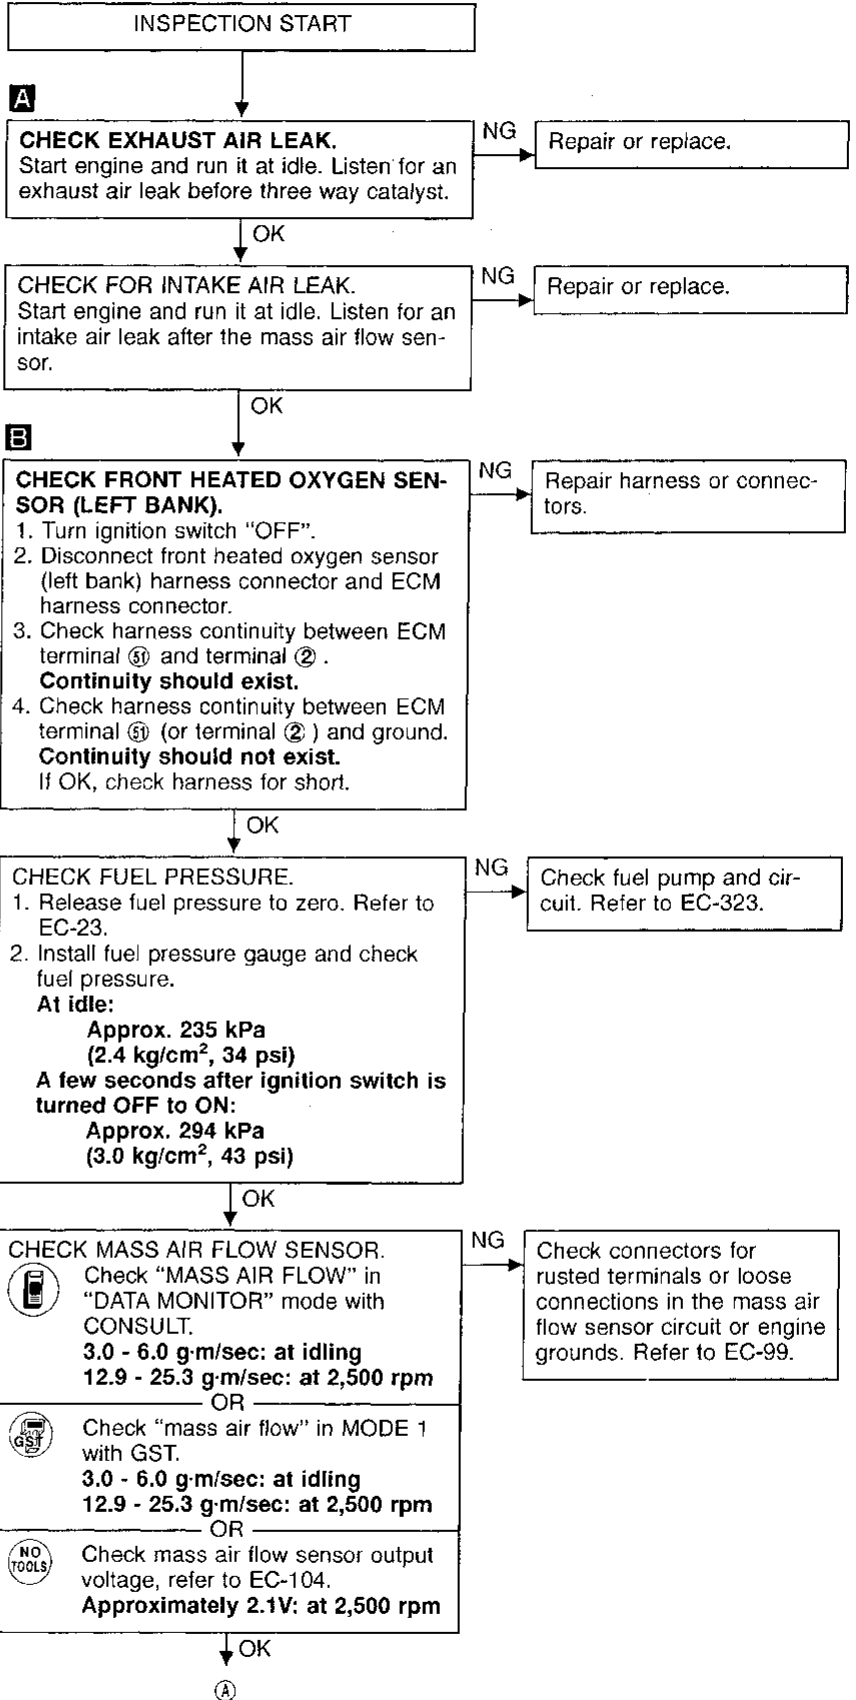 INSPECTION START
A
CHECK EXHAUST AIR LEAK.
Start engine and run it at idle. Listen for an
exhaust air leak before three way catalyst.
NG
Repair or replace.
OK
CHECK FOR INTAKE AIR LEAK.
Start engine and run it at idle. Listen for an
intake air leak after the mass air flow sen-
sor.
NG
Repair or replace.
OK
B
CHECK FRONT HEATED OXYGEN SEN-
SOR (LEFT BANK).
1. Turn ignition switch “OFF”.
2. Disconnect front heated oxygen sensor
(left bank) harness connector and ECM
harness connector.
3. Check harness continuity between ECM
terminal 51 and terminal ② .
Continuity should exist.
4. Check harness continuity between ECM
terminal 51 (or terminal ② ) and ground.
Continuity should not exist.
If OK, check harness for short.
NG
Repair harness or connec-
tors.
OK
CHECK FUEL PRESSURE.
1. Release fuel pressure to zero. Refer to
EC-23.
2. Install fuel pressure gauge and check
fuel pressure.
At idle:
Approx. 235 kPa
(2.4 kg/cm², 34 psi)
A few seconds after ignition switch is
turned OFF to ON:
Approx. 294 kPa
(3.0 kg/cm², 43 psi)
NG
Check fuel pump and cir-
cuit. Refer to EC-323.
OK
CHECK MASS AIR FLOW SENSOR.
Check “MASS AIR FLOW” in
“DATA MONITOR” mode with
CONSULT.
3.0 - 6.0 g·m/sec: at idling
12.9 - 25.3 g·m/sec: at 2,500 rpm
OR
GST
Check “mass air flow” in MODE 1
with GST.
3.0 - 6.0 g·m/sec: at idling
12.9 - 25.3 g·m/sec: at 2,500 rpm
OR
NO
TOOLS
Check mass air flow sensor output
voltage, refer to EC-104.
Approximately 2.1V: at 2,500 rpm
NG
Check connectors for
rusted terminals or loose
connections in the mass air
flow sensor circuit or engine
grounds. Refer to EC-99.
OK
Ⓐ